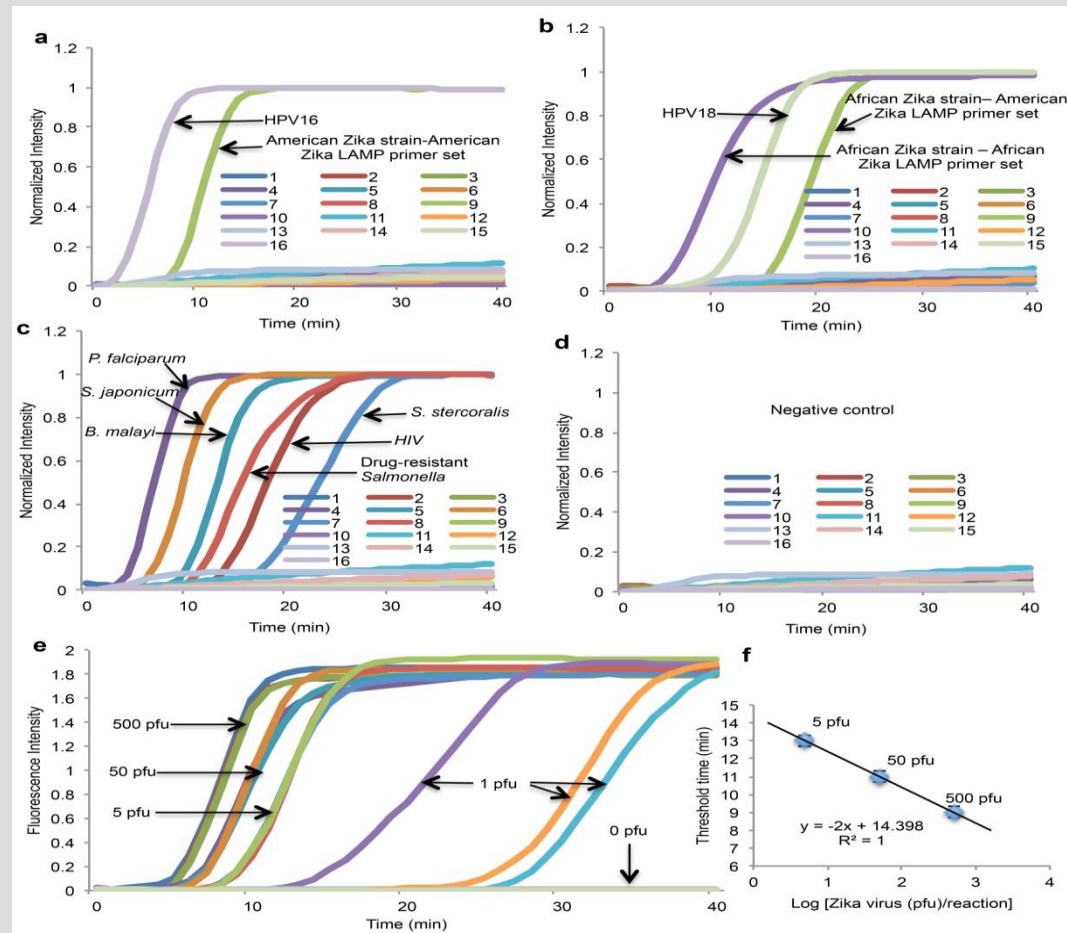 a
1.2
1
0.8
0.6
0.4
0.2
0
Normalized Intensity
HPV16
American Zika strain-American
Zika LAMP primer set
1 2 3
4 5 6
7 8 9
10 11 12
13 14 15
16
0 10 20 30 40
Time (min)
b
1.2
1
0.8
0.6
0.4
0.2
0
Normalized Intensity
HPV18
African Zika strain– American
Zika LAMP primer set
African Zika strain – African
Zika LAMP primer set
1 2 3
4 5 6
7 8 9
10 11 12
13 14 15
16
0 10 20 30 40
Time (min)
c
1.2
1
0.8
0.6
0.4
0.2
0
Normalized Intensity
P. falciparum
S. japonicum
B. malayi
S. stercoralis
HIV
Drug-resistant
Salmonella
1 2 3
4 5 6
7 8 9
10 11 12
13 14 15
16
0 10 20 30 40
Time (min)
d
1.2
1
0.8
0.6
0.4
0.2
0
Normalized Intensity
Negative control
1 2 3
4 5 6
7 8 9
10 11 12
13 14 15
16
0 10 20 30 40
Time (min)
e
2
1.8
1.6
1.4
1.2
1
0.8
0.6
0.4
0.2
0
Fluorescence Intensity
500 pfu
50 pfu
5 pfu
1 pfu
0 pfu
0 10 20 30 40
Time (min)
f
15
14
13
12
11
10
9
8
7
6
Threshold time (min)
5 pfu
50 pfu
500 pfu
y = -2x + 14.398
R² = 1
0 1 2 3 4
Log [Zika virus (pfu)/reaction]